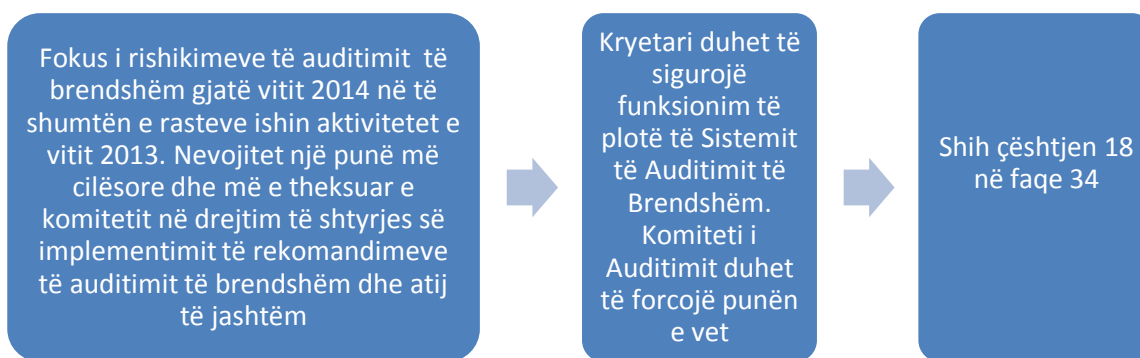 Fokus i rishikimeve të auditimit të
brendshëm gjatë vitit 2014 në të
shumtën e rasteve ishin aktivitetet e
vitit 2013. Nevojitet një punë më
cilësore dhe më e theksuar e
komitetit në drejtim të shtyrjes së
implementimit të rekomandimeve
të auditimit të brendshëm dhe atij
të jashtëm
Kryetari duhet të
sigurojë
funksionim të
plotë të Sistemit
të Auditimit të
Brendshëm.
Komiteti i
Auditimit duhet
të forcojë punën
e vet
Shih çështjen 18
në faqe 34